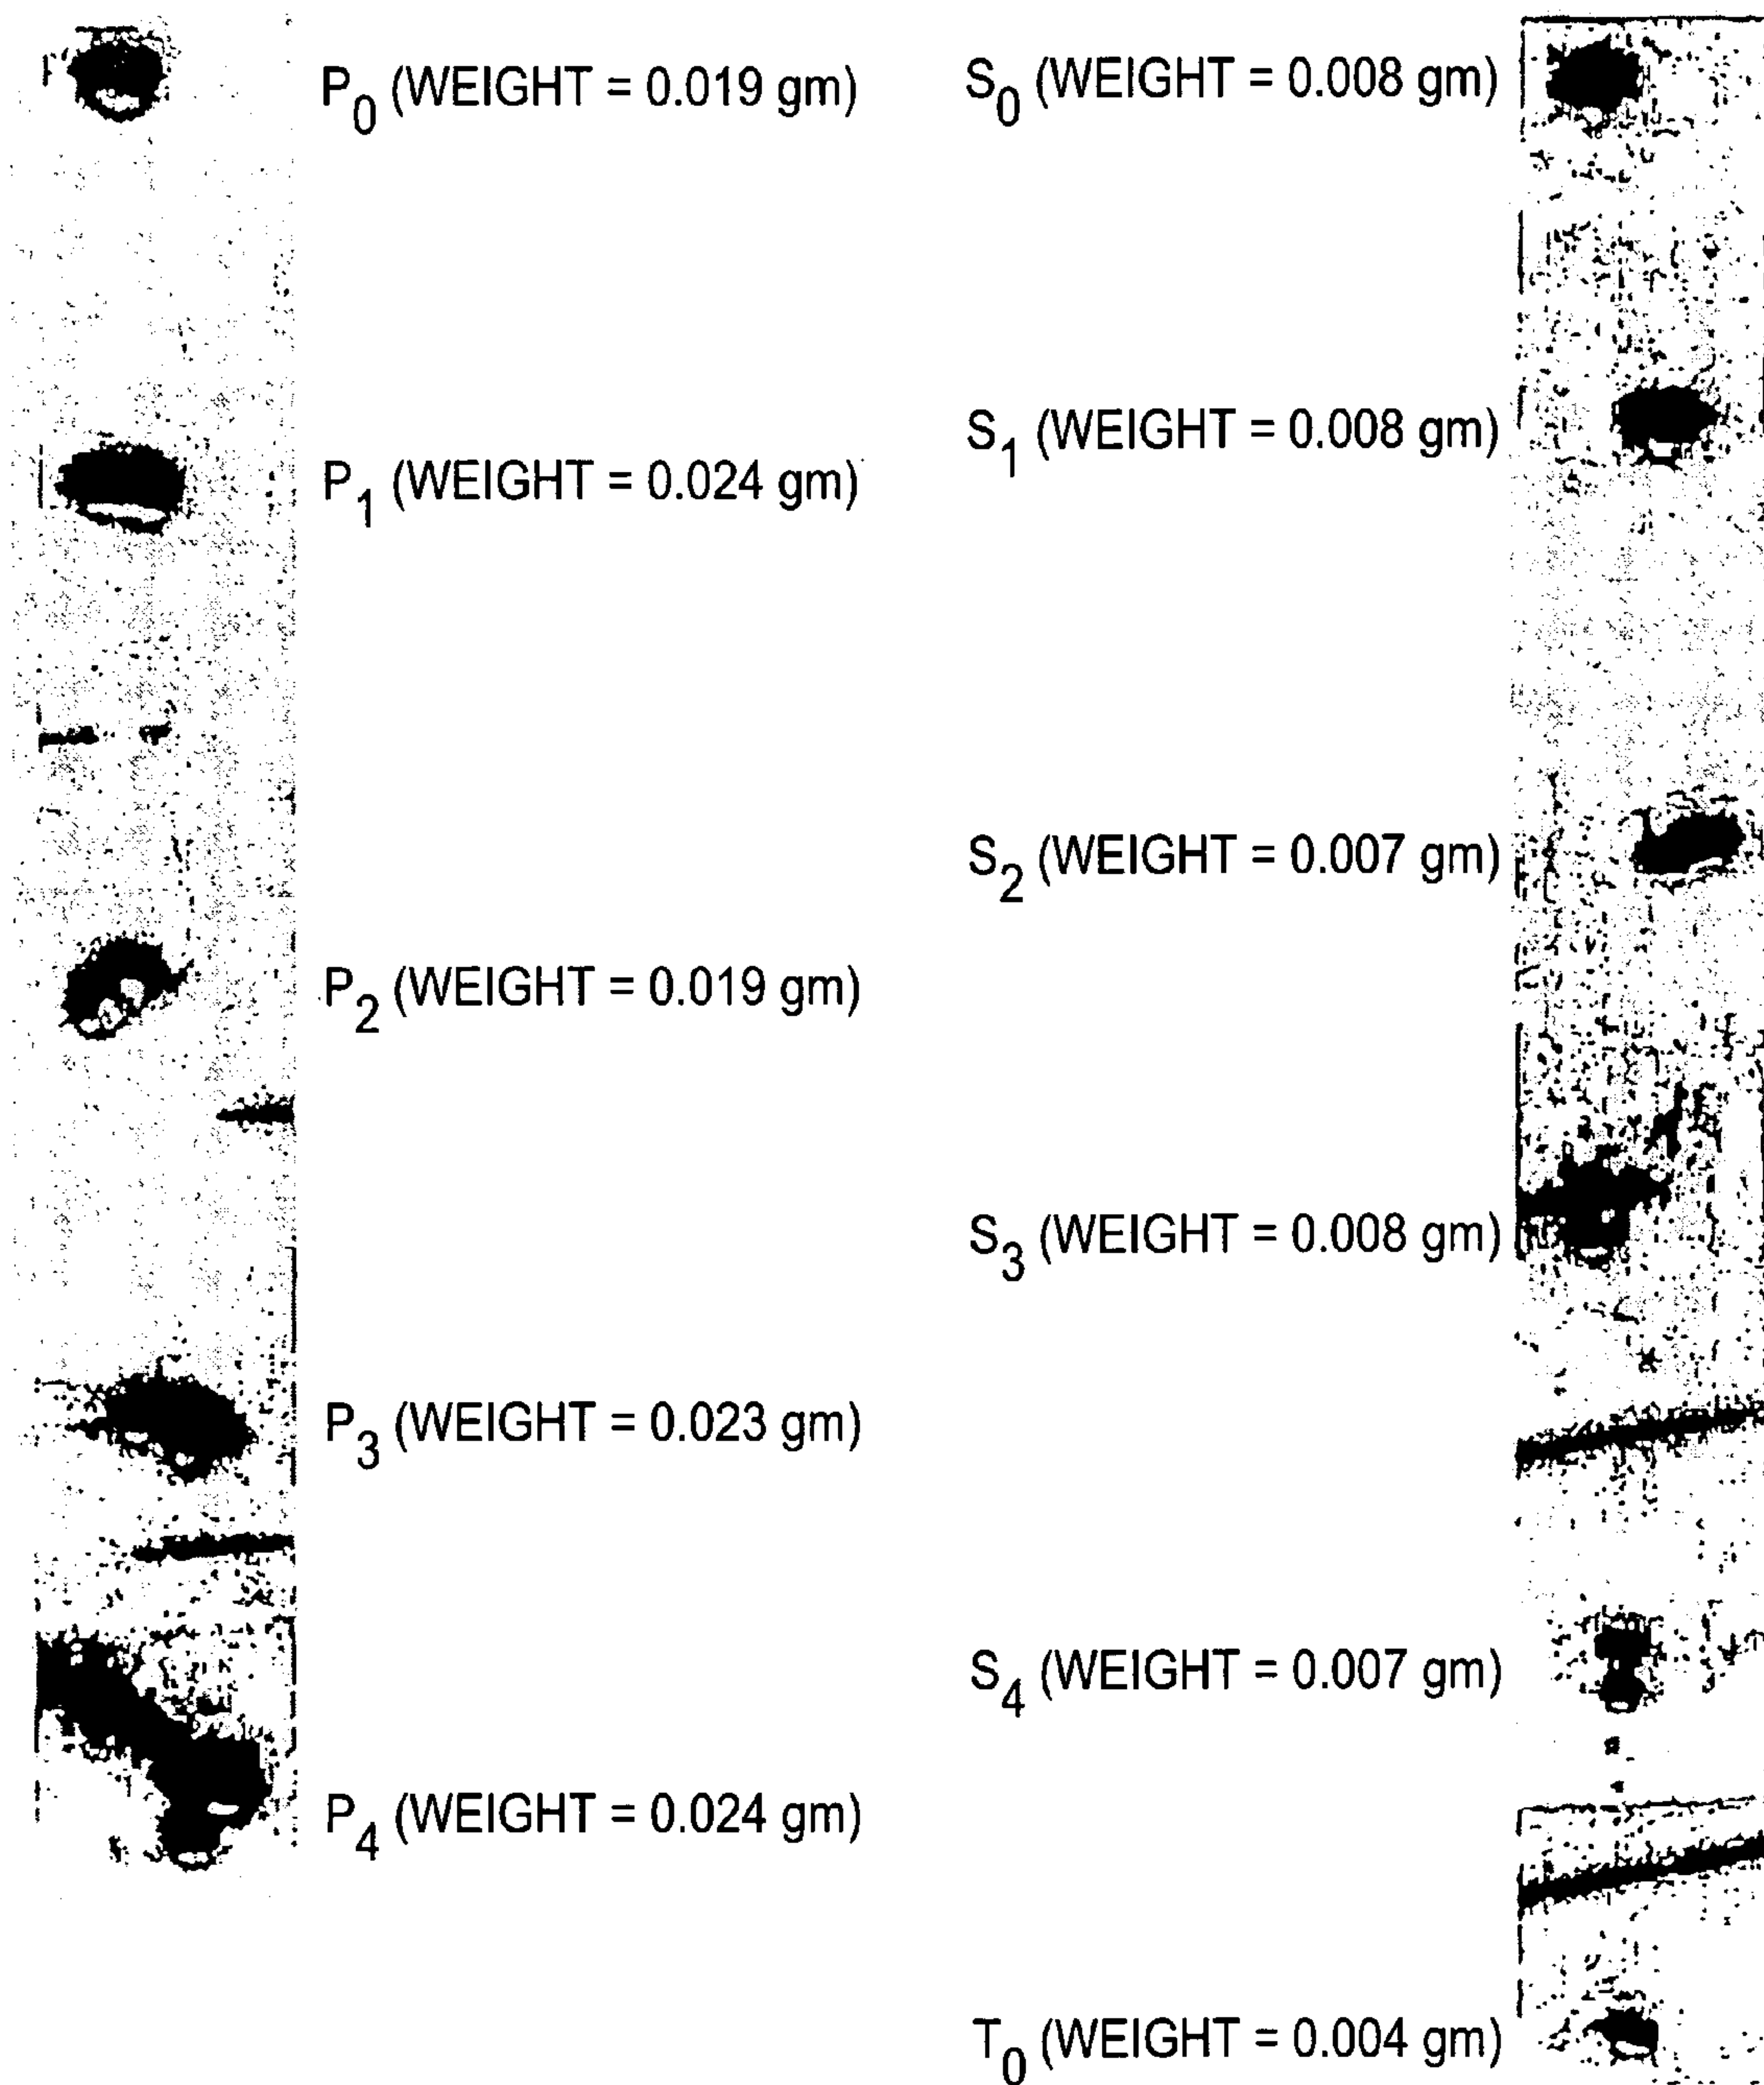 P0 (WEIGHT = 0.019 gm)
P1 (WEIGHT = 0.024 gm)
P2 (WEIGHT = 0.019 gm)
P3 (WEIGHT = 0.023 gm)
P4 (WEIGHT = 0.024 gm)
S0 (WEIGHT = 0.008 gm)
S1 (WEIGHT = 0.008 gm)
S2 (WEIGHT = 0.007 gm)
S3 (WEIGHT = 0.008 gm)
S4 (WEIGHT = 0.007 gm)
T0 (WEIGHT = 0.004 gm)